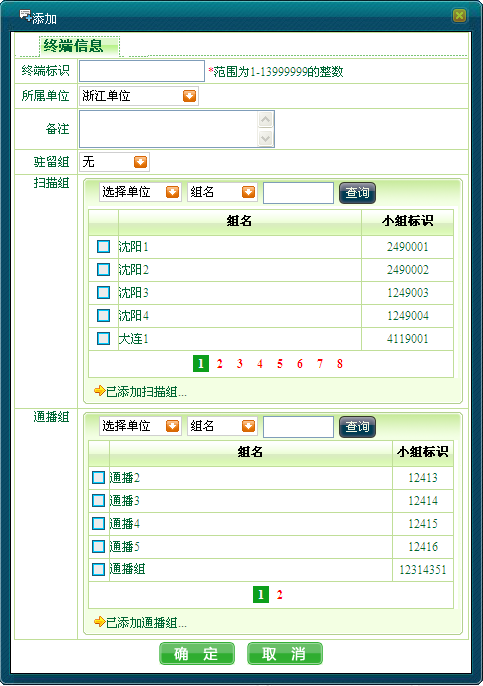 添加
终端信息
终端标识 *范围为1-13999999的整数
所属单位 浙江单位
备注
驻留组 无
扫描组
选择单位 组名 查询
组名 小组标识
沈阳1 2490001
沈阳2 2490002
沈阳3 1249003
沈阳4 1249004
大连1 4119001
1 2 3 4 5 6 7 8
已添加扫描组...
通播组
选择单位 组名 查询
组名 小组标识
通播2 12413
通播3 12414
通播4 12415
通播5 12416
通播组 12314351
1 2
已添加通播组...
确 定 取 消